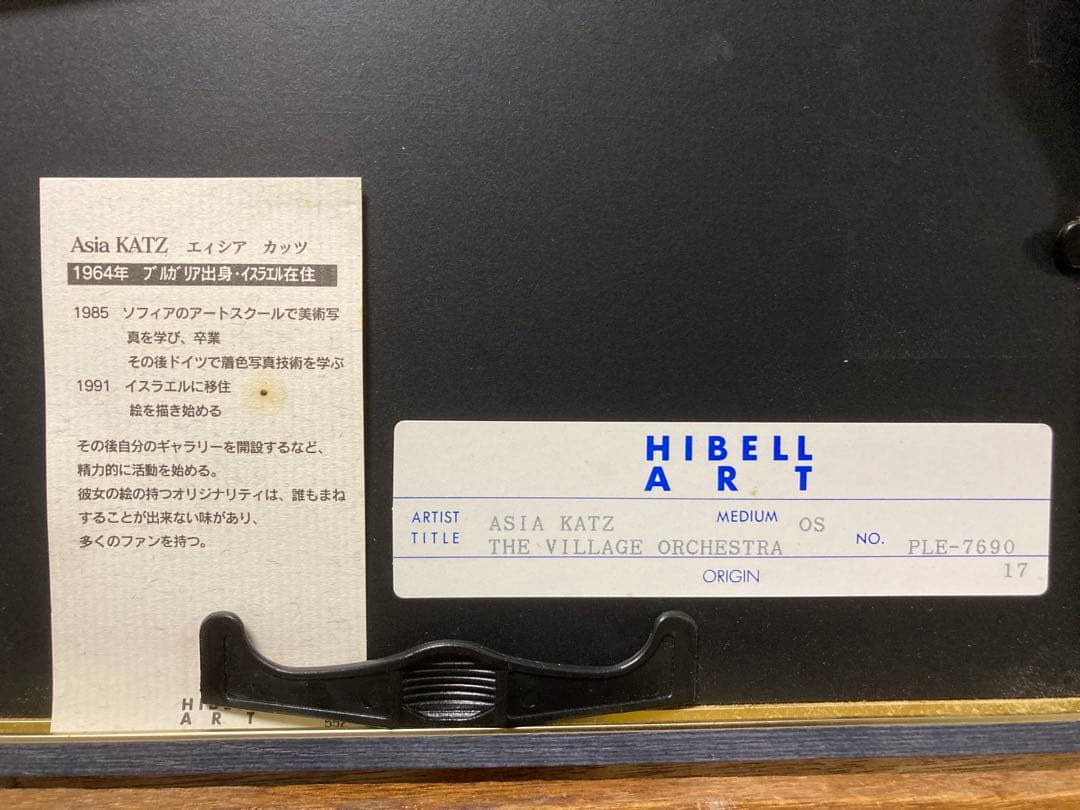 Asia KATZ エィシア カッツ
1964年 ブルガリア出身・イスラエル在住
1985 ソフィアのアートスクールで美術写
真を学び、卒業
その後ドイツで着色写真技術を学ぶ
1991 イスラエルに移住
絵を描き始める
その後自分のギャラリーを開設するなど、
精力的に活動を始める。
彼女の絵の持つオリジナリティは、誰もまね
することが出来ない味があり、
多くのファンを持つ。
HIBELL
ART
552
HIBELL
ART
ARTIST ASIA KATZ MEDIUM OS
TITLE THE VILLAGE ORCHESTRA NO. PLE-7690
ORIGIN 17